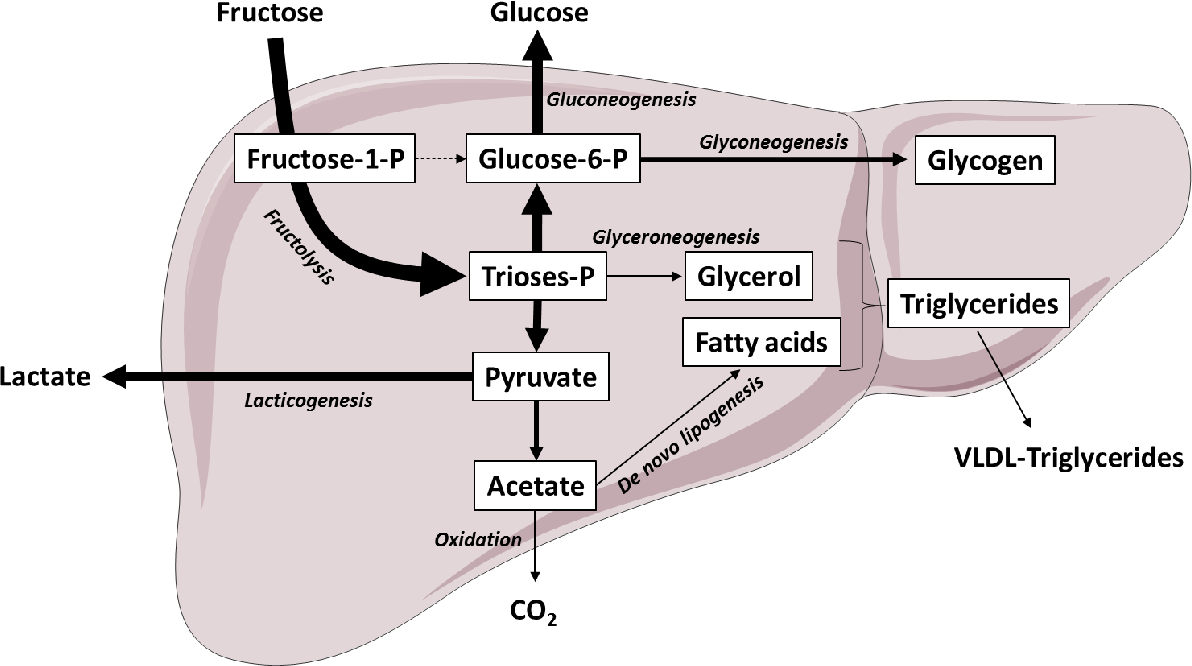 Fructose
Glucose
Gluconeogenesis
Glyconeogenesis
Fructose-1-P
Glucose-6-P
Glycogen
Fructolysis
Glyceroneogenesis
Trioses-P
Glycerol
Triglycerides
Fatty acids
Lactate
Pyruvate
Lacticogenesis
De novo lipogenesis
VLDL-Triglycerides
Acetate
Oxidation
CO₂